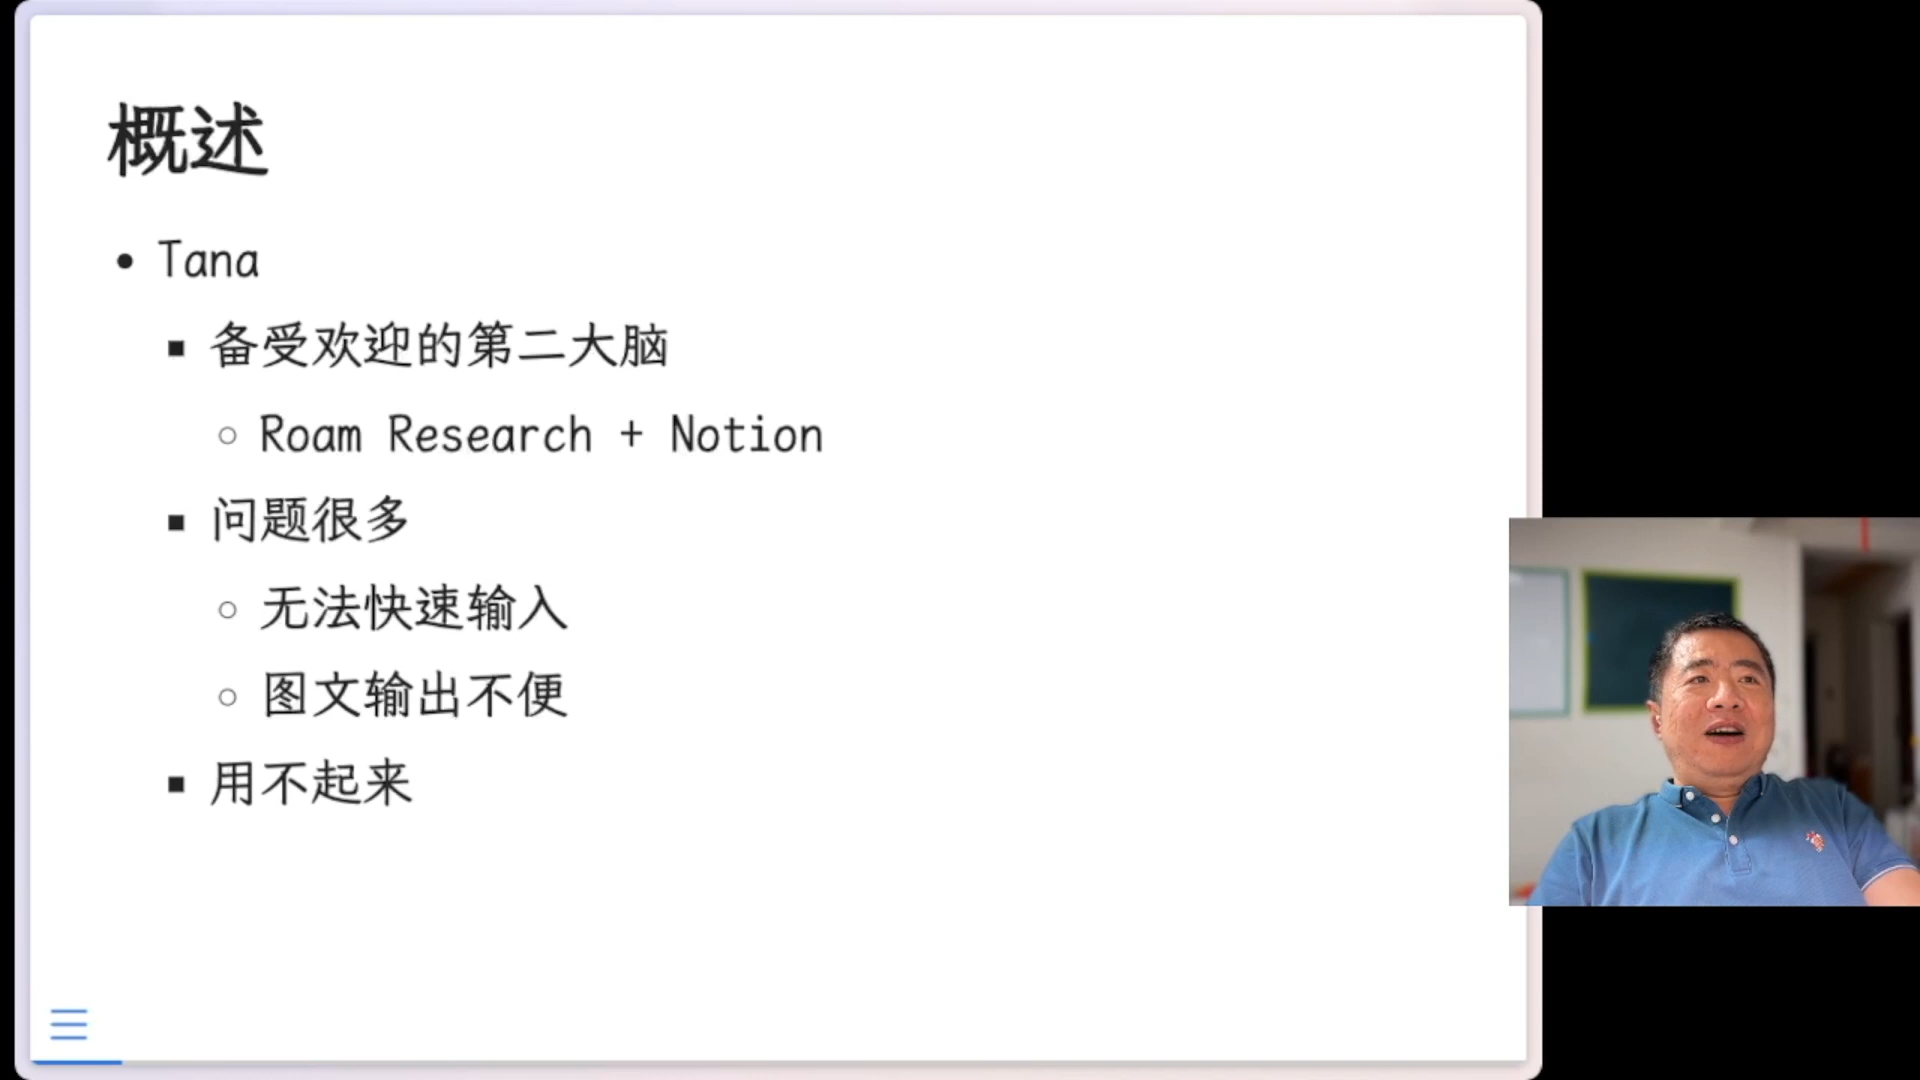 概述
Tana
备受欢迎的第二大脑
Roam Research + Notion
问题很多
无法快速输入
图文输出不便
用不起来